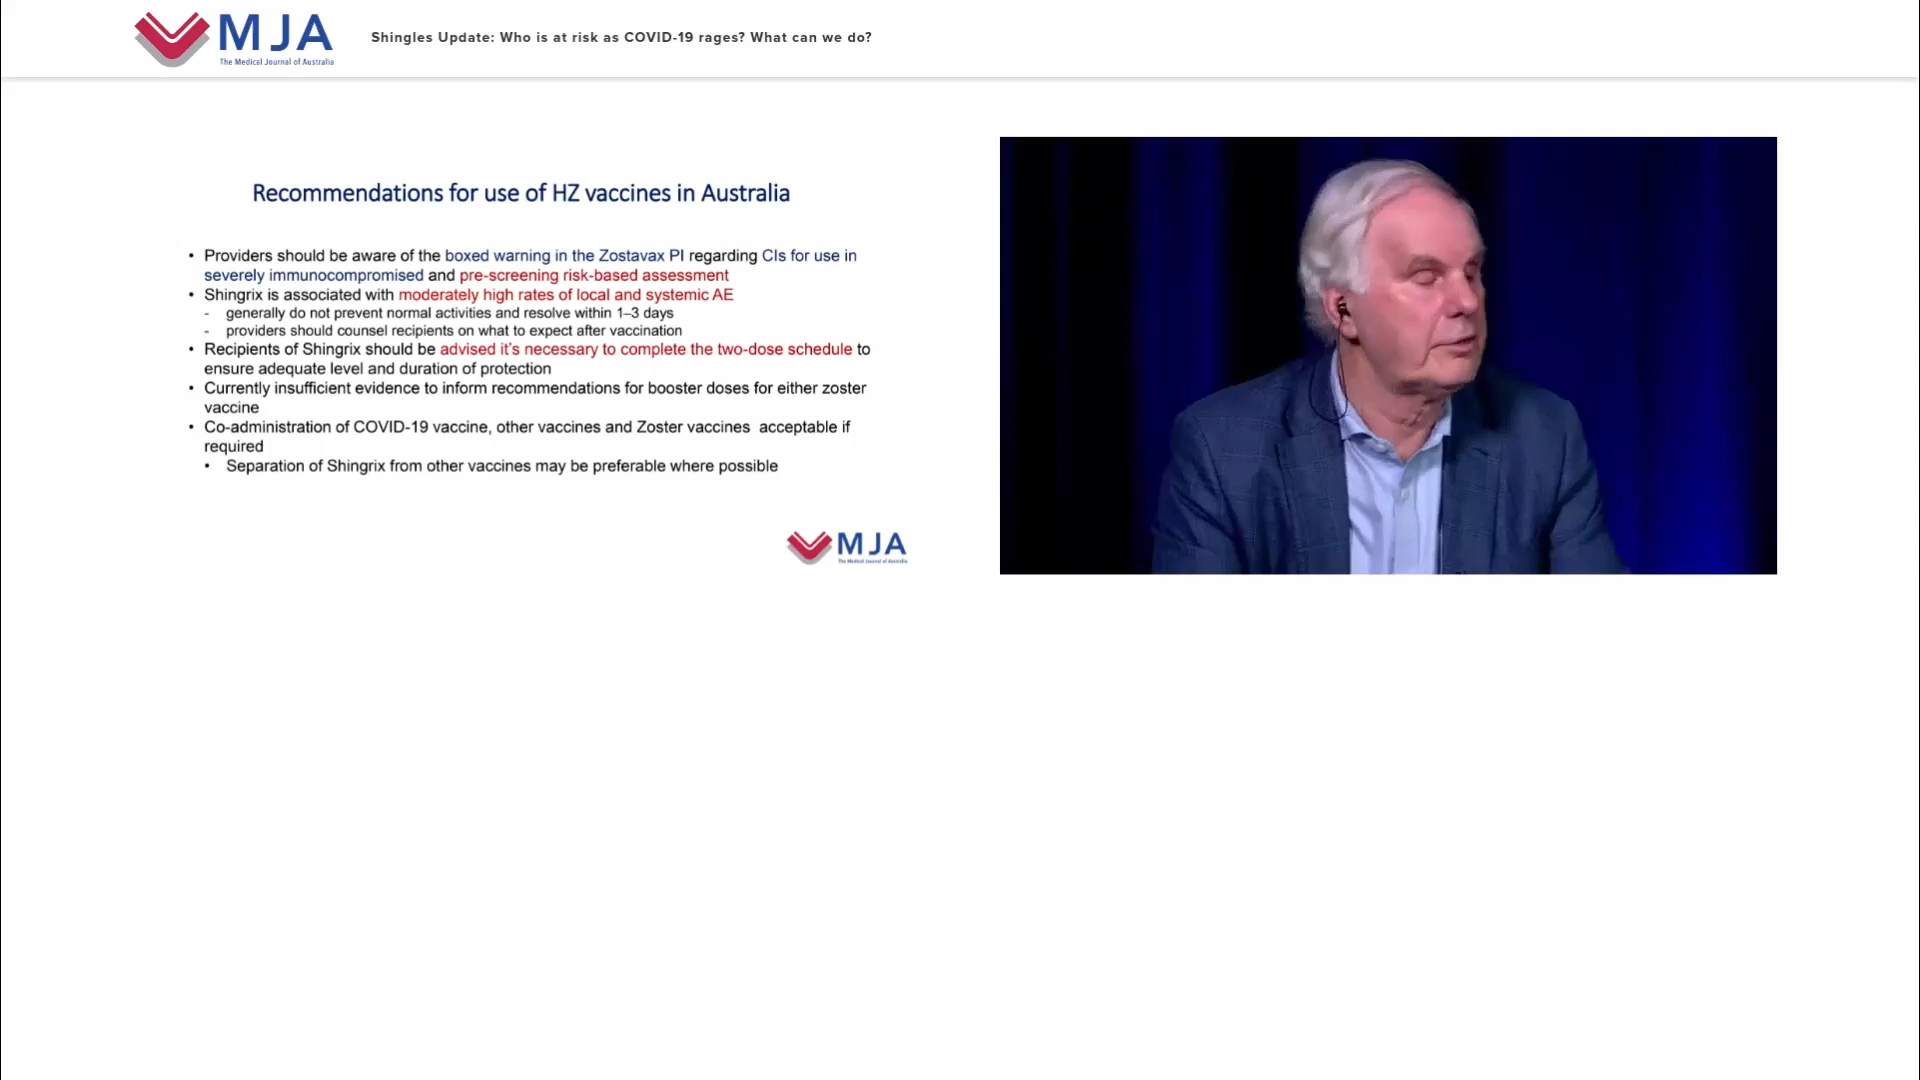 MJA
The Medical Journal of Australia
Shingles Update: Who is at risk as COVID-19 rages? What can we do?
Recommendations for use of HZ vaccines in Australia
• Providers should be aware of the boxed warning in the Zostavax PI regarding CIs for use in
severely immunocompromised and pre-screening risk-based assessment
• Shingrix is associated with moderately high rates of local and systemic AE
- generally do not prevent normal activities and resolve within 1–3 days
- providers should counsel recipients on what to expect after vaccination
• Recipients of Shingrix should be advised it's necessary to complete the two-dose schedule to
ensure adequate level and duration of protection
• Currently insufficient evidence to inform recommendations for booster doses for either zoster
vaccine
• Co-administration of COVID-19 vaccine, other vaccines and Zoster vaccines acceptable if
required
• Separation of Shingrix from other vaccines may be preferable where possible
MJA
The Medical Journal of Australia